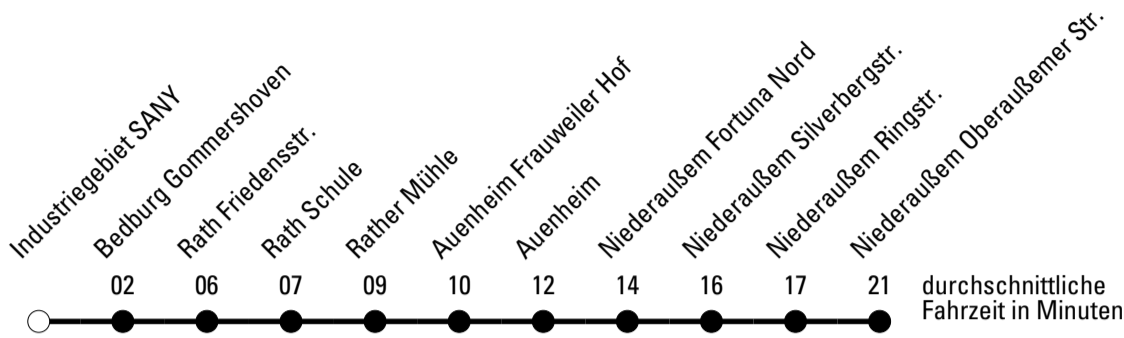 Industriegebiet SANY
Bedburg Gommershoven
Rath Friedensstr.
Rath Schule
Rather Mühle
Auenheim Frauweiler Hof
Auenheim
Niederaußem Fortuna Nord
Niederaußem Silverbergstr.
Niederaußem Ringstr.
Niederaußem Oberaußemer Str.
02 06 07 09 10 12 14 16 17 21 durchschnittliche
Fahrzeit in Minuten